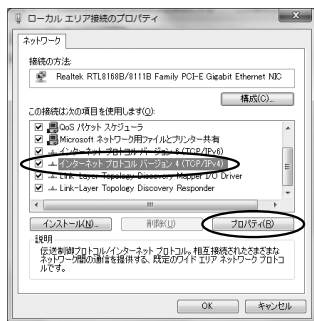 ローカル エリア接続のプロパティ
ネットワーク
接続の方法:
Realtek RTL8168B/8111B Family PCI-E Gigabit Ethernet NIC
構成(C)...
この接続は次の項目を使用します(O):
QoS パケット スケジューラ
Microsoft ネットワーク用ファイルとプリンター共有
インターネット プロトコル バージョン 6 (TCP/IPv6)
インターネット プロトコル バージョン 4 (TCP/IPv4)
Link-Layer Topology Discovery Mapper I/O Driver
Link-Layer Topology Discovery Responder
インストール(N)...
削除(U)
プロパティ(R)
説明
伝送制御プロトコル/インターネット プロトコル。相互接続されたさまざまな
ネットワーク間の通信を提供する、既定のワイド エリア ネットワーク プロトコ
ルです。
OK
キャンセル